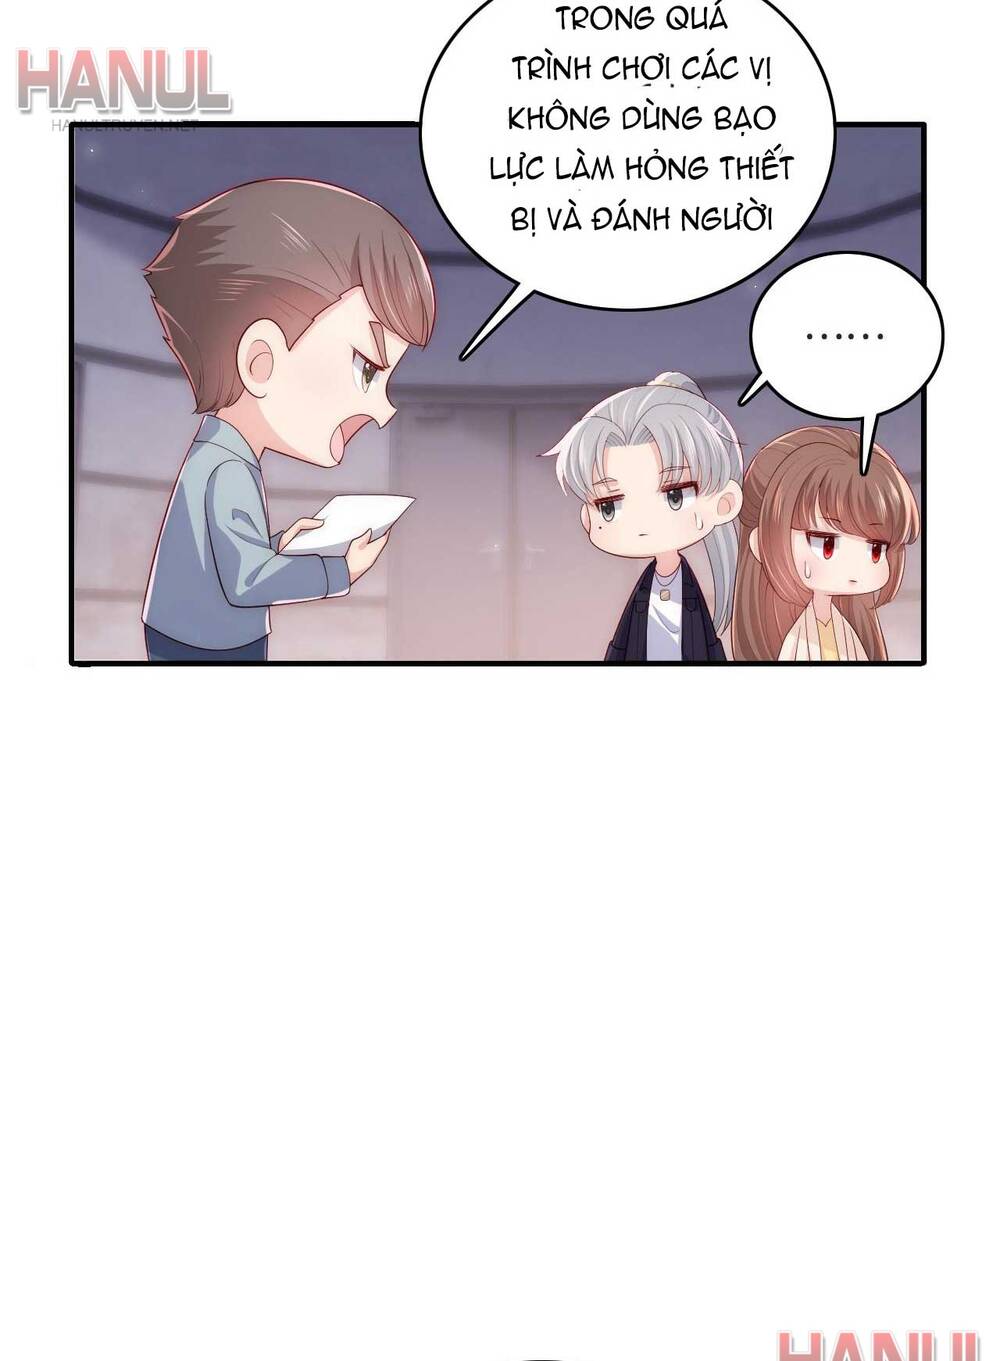 TRONG QUÁ
TRÌNH CHƠI CÁC VỊ
KHÔNG DÙNG BẠO
LỰC LÀM HỎNG THIẾT
BỊ VÀ ĐÁNH NGƯỜI
HANUL
HANULTRUYEN.NET
......
HANUL